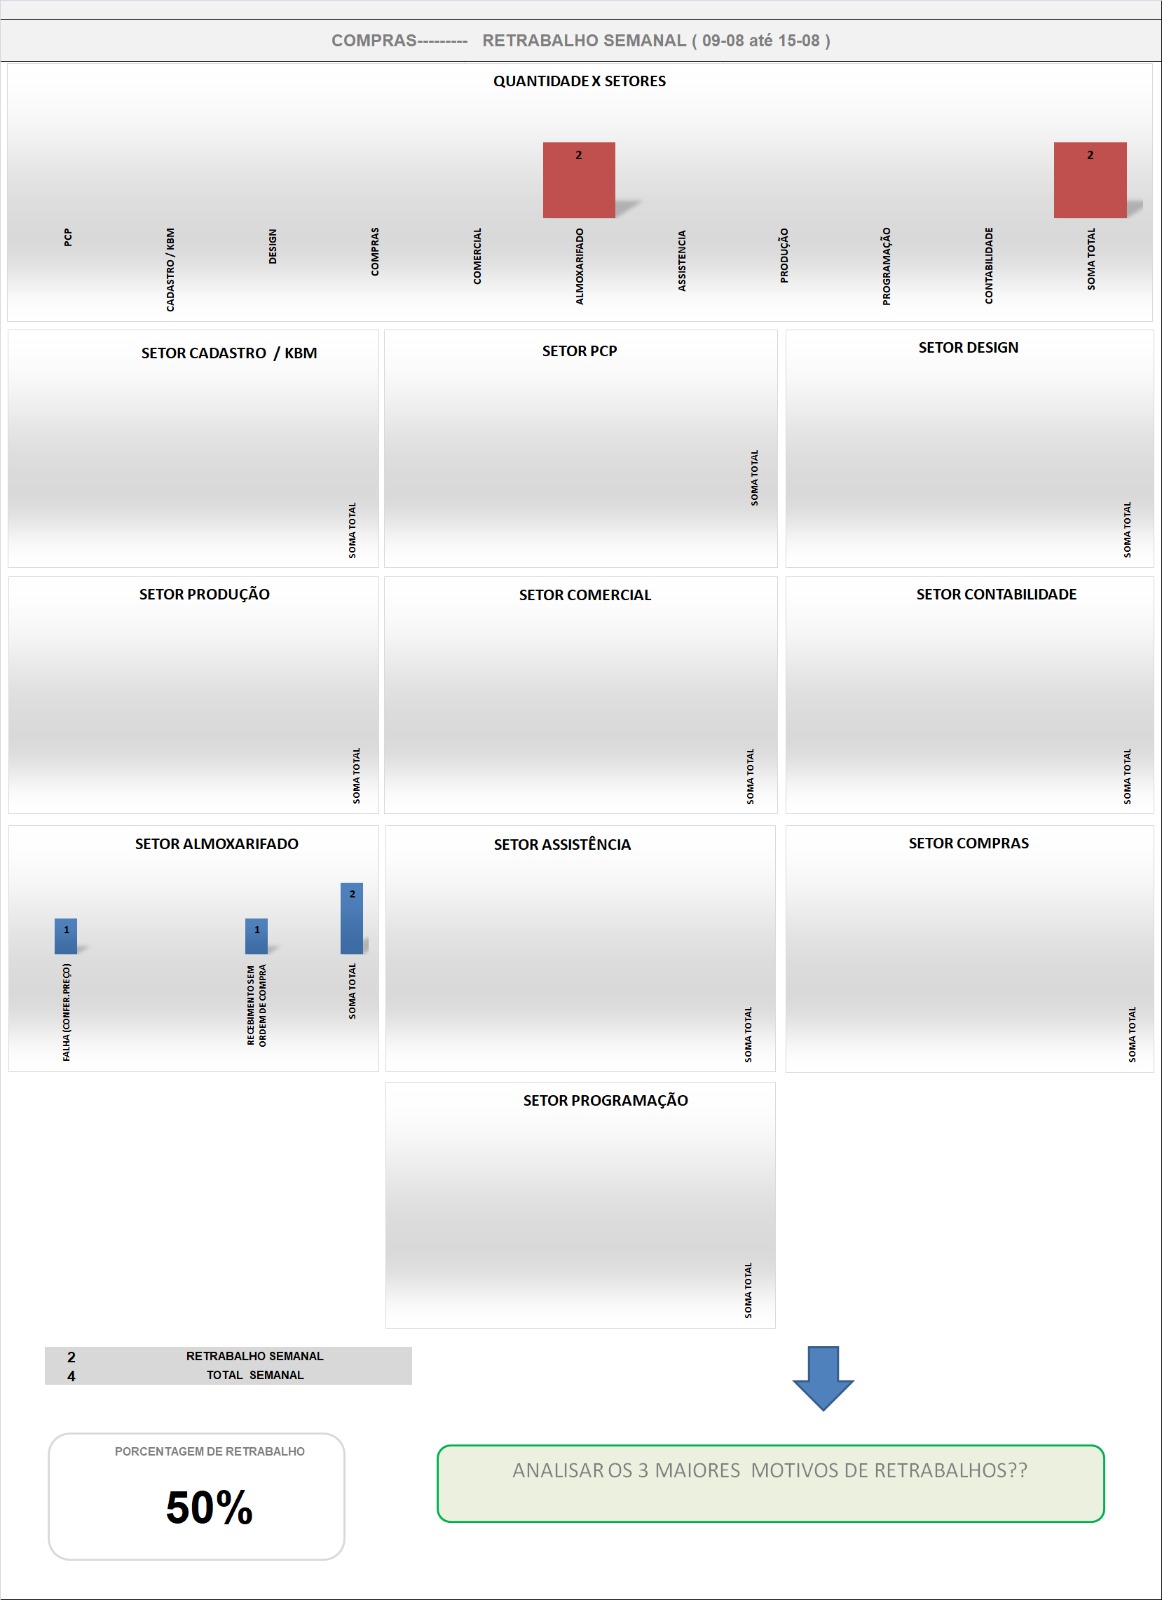 COMPRAS--------- RETRABALHO SEMANAL ( 09-08 até 15-08 )
QUANTIDADE X SETORES
2
2
PCP
CADASTRO / KBM
DESIGN
COMPRAS
COMERCIAL
ALMOXARIFADO
ASSISTENCIA
PRODUÇÃO
PROGRAMAÇÃO
CONTABILIDADE
SOMA TOTAL
SETOR CADASTRO / KBM
SOMA TOTAL
SETOR PCP
SOMA TOTAL
SETOR DESIGN
SOMA TOTAL
SETOR PRODUÇÃO
SOMA TOTAL
SETOR COMERCIAL
SOMA TOTAL
SETOR CONTABILIDADE
SOMA TOTAL
SETOR ALMOXARIFADO
1
1
2
FALHA (CONFER.PREÇO)
RECEBIMENTO SEM
ORDEM DE COMPRA
SOMA TOTAL
SETOR ASSISTÊNCIA
SOMA TOTAL
SETOR COMPRAS
SOMA TOTAL
SETOR PROGRAMAÇÃO
SOMA TOTAL
2 RETRABALHO SEMANAL
4 TOTAL SEMANAL
PORCENTAGEM DE RETRABALHO
50%
ANALISAR OS 3 MAIORES MOTIVOS DE RETRABALHOS??